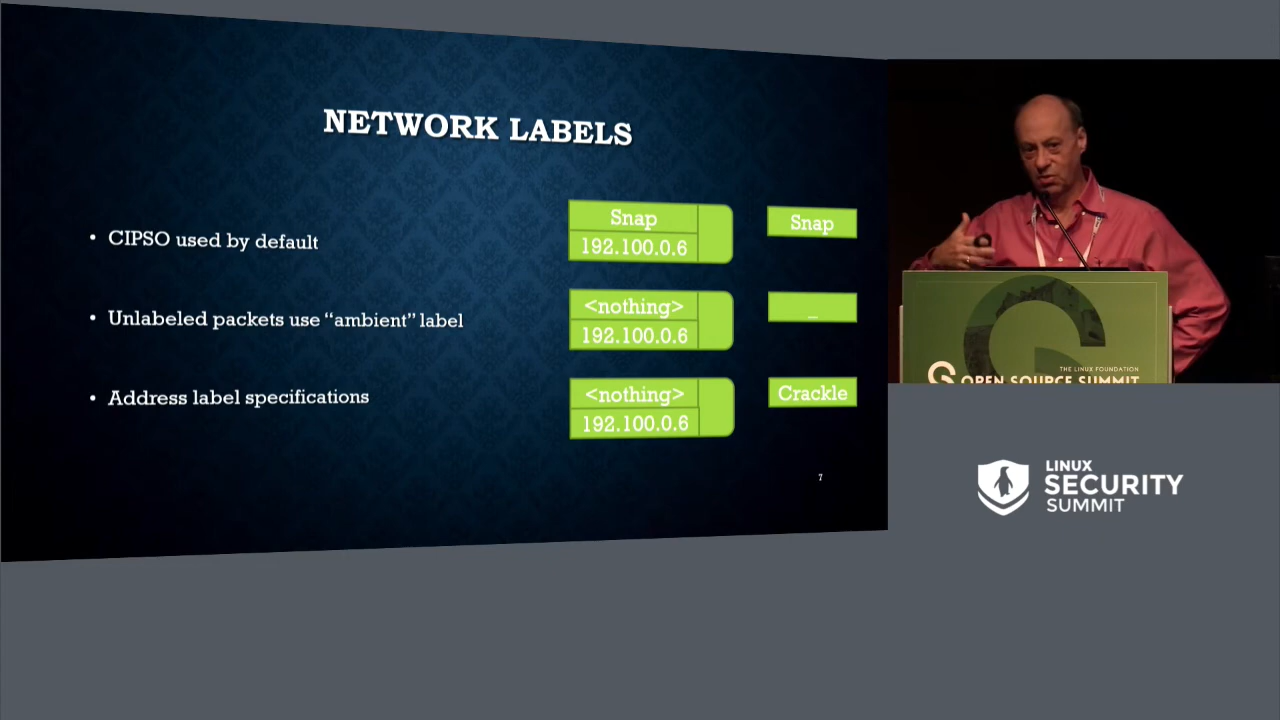 NETWORK LABELS
• CIPSO used by default
Snap
192.100.0.6
Snap
• Unlabeled packets use “ambient” label
<nothing>
192.100.0.6
_
• Address label specifications
<nothing>
192.100.0.6
Crackle
7
THE LINUX FOUNDATION
OPEN SOURCE SUMMIT
LINUX
SECURITY
SUMMIT